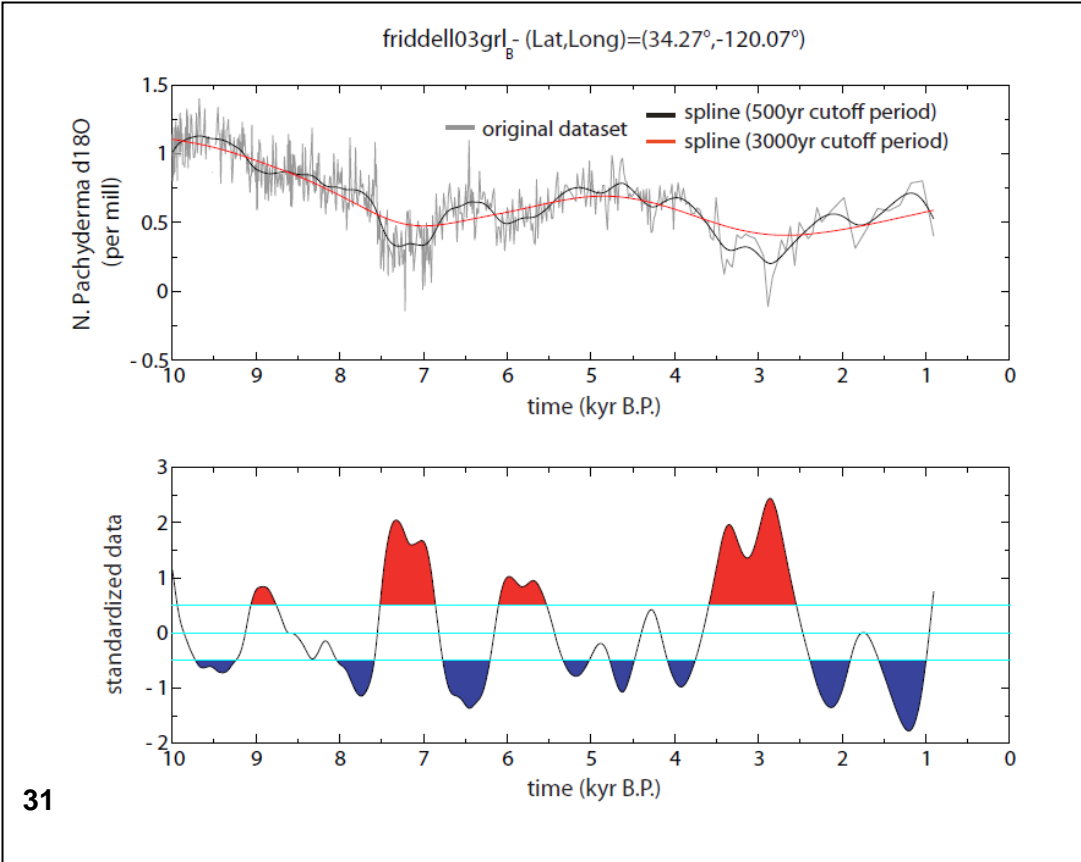 friddell03grl_B- (Lat,Long)=(34.27°,-120.07°)
1.5
1
0.5
0
- 0.5
N. Pachyderma d18O
(per mill)
original dataset
spline (500yr cutoff period)
spline (3000yr cutoff period)
10 9 8 7 6 5 4 3 2 1 0
time (kyr B.P.)
3
2
1
0
- 1
- 2
standardized data
10 9 8 7 6 5 4 3 2 1 0
time (kyr B.P.)
31